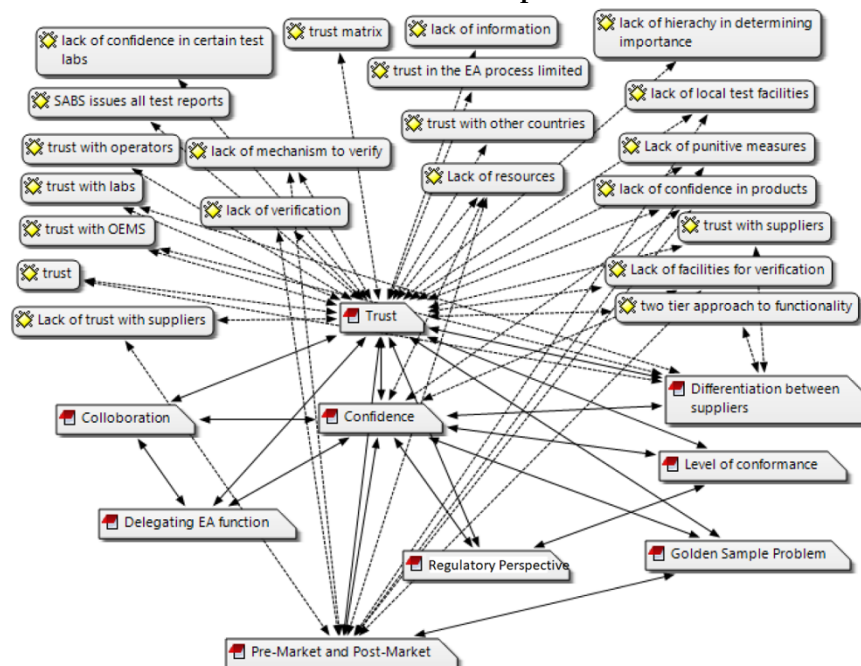 lack of confidence in certain test
labs
trust matrix
lack of information
lack of hierachy in determining
importance
trust in the EA process limited
SABS issues all test reports
lack of local test facilities
trust with other countries
trust with operators
lack of mechanism to verify
Lack of punitive measures
Lack of resources
trust with labs
lack of confidence in products
lack of verification
trust with OEMS
trust with suppliers
trust
Lack of facilities for verification
two tier approach to functionality
Lack of trust with suppliers
Trust
Differentiation between
suppliers
Colloboration
Confidence
Level of conformance
Delegating EA function
Golden Sample Problem
Regulatory Perspective
Pre-Market and Post-Market